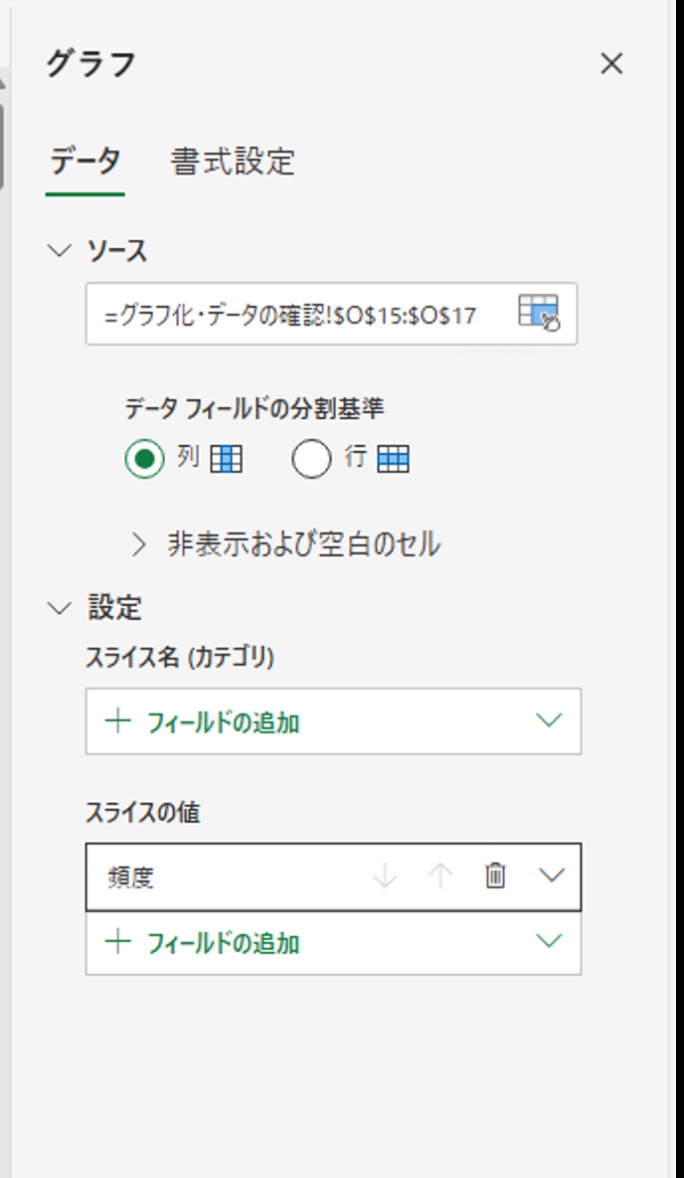 グラフ
データ 書式設定
ソース
=グラフ化・データの確認!$O$15:$O$17
データ フィールドの分割基準
列 行
非表示および空白のセル
設定
スライス名 (カテゴリ)
フィールドの追加
スライスの値
頻度
フィールドの追加